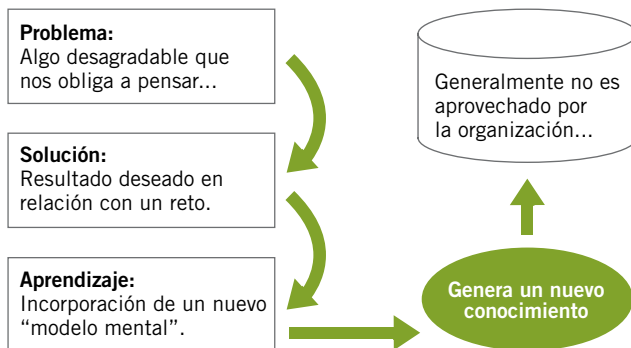 Problema:
Algo desagradable que
nos obliga a pensar...
Solución:
Resultado deseado en
relación con un reto.
Aprendizaje:
Incorporación de un nuevo
“modelo mental”.
Genera un nuevo
conocimiento
Generalmente no es
aprovechado por
la organización...